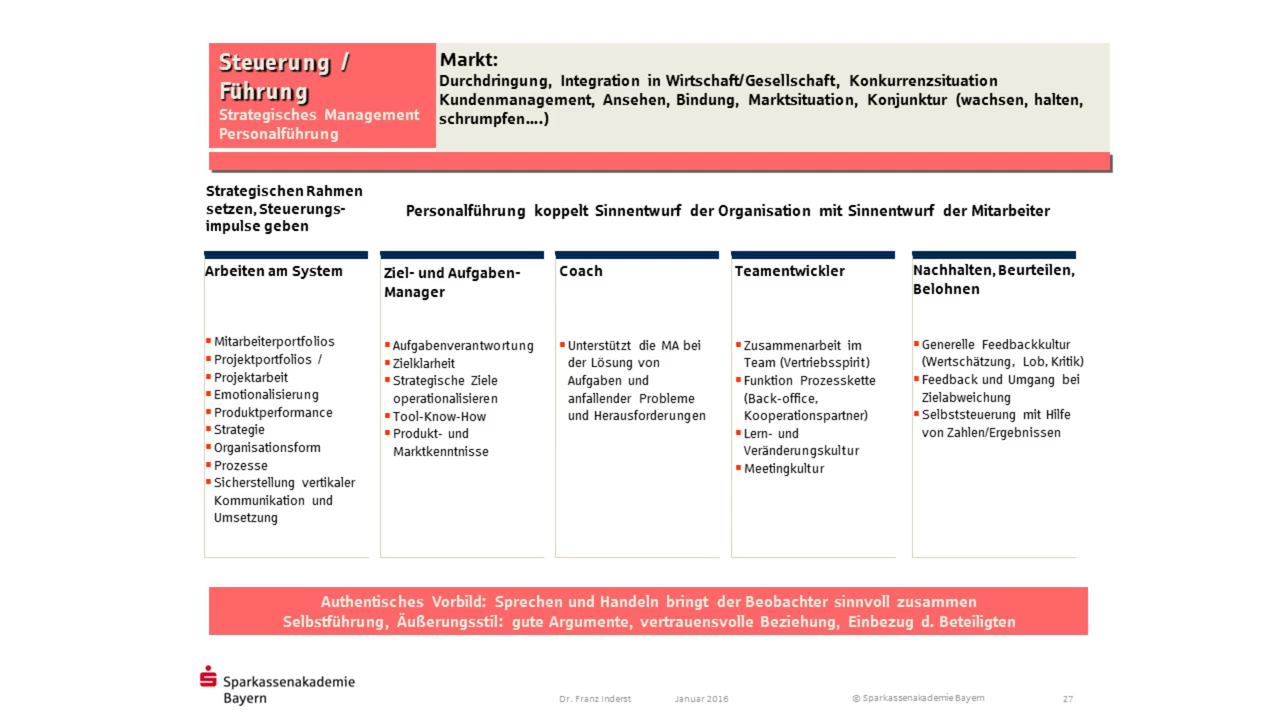 Steuerung /
Führung
Strategisches Management
Personalführung
Markt:
Durchdringung, Integration in Wirtschaft/Gesellschaft, Konkurrenzsituation
Kundenmanagement, Ansehen, Bindung, Marktsituation, Konjunktur (wachsen, halten,
schrumpfen....)
Strategischen Rahmen
setzen, Steuerungs-
impulse geben
Personalführung koppelt Sinnentwurf der Organisation mit Sinnentwurf der Mitarbeiter
Arbeiten am System
Mitarbeiterportfolios
Projektportfolios /
Projektarbeit
Emotionalisierung
Produktperformance
Strategie
Organisationsform
Prozesse
Sicherstellung vertikaler
Kommunikation und
Umsetzung
Ziel- und Aufgaben-
Manager
Aufgabenverantwortung
Zielklarheit
Strategische Ziele
operationalisieren
Tool-Know-How
Produkt- und
Marktkenntnisse
Coach
Unterstützt die MA bei
der Lösung von
Aufgaben und
anfallender Probleme
und Herausforderungen
Teamentwickler
Zusammenarbeit im
Team (Vertriebsspirit)
Funktion Prozesskette
(Back-office,
Kooperationspartner)
Lern- und
Veränderungskultur
Meetingkultur
Nachhalten, Beurteilen,
Belohnen
Generelle Feedbackkultur
(Wertschätzung, Lob, Kritik)
Feedback und Umgang bei
Zielabweichung
Selbststeuerung mit Hilfe
von Zahlen/Ergebnissen
Authentisches Vorbild: Sprechen und Handeln bringt der Beobachter sinnvoll zusammen
Selbstführung, Äußerungsstil: gute Argumente, vertrauensvolle Beziehung, Einbezug d. Beteiligten
Sparkassenakademie
Bayern
Dr. Franz Inderst
Januar 2016
© Sparkassenakademie Bayern
27